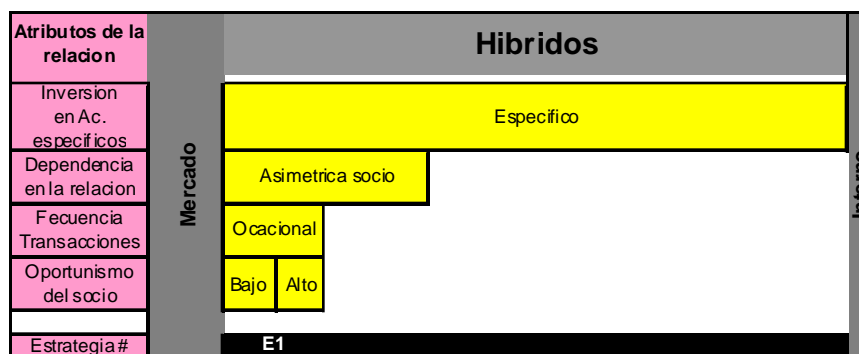 Atributos de la
relacion
Hibridos
Inversion
en Ac.
especificos
Especifico
Mercado
Dependencia
en la relacion
Asimetrica socio
Fecuencia
Transacciones
Ocacional
Oportunismo
del socio
Bajo
Alto
Estrategia #
E1